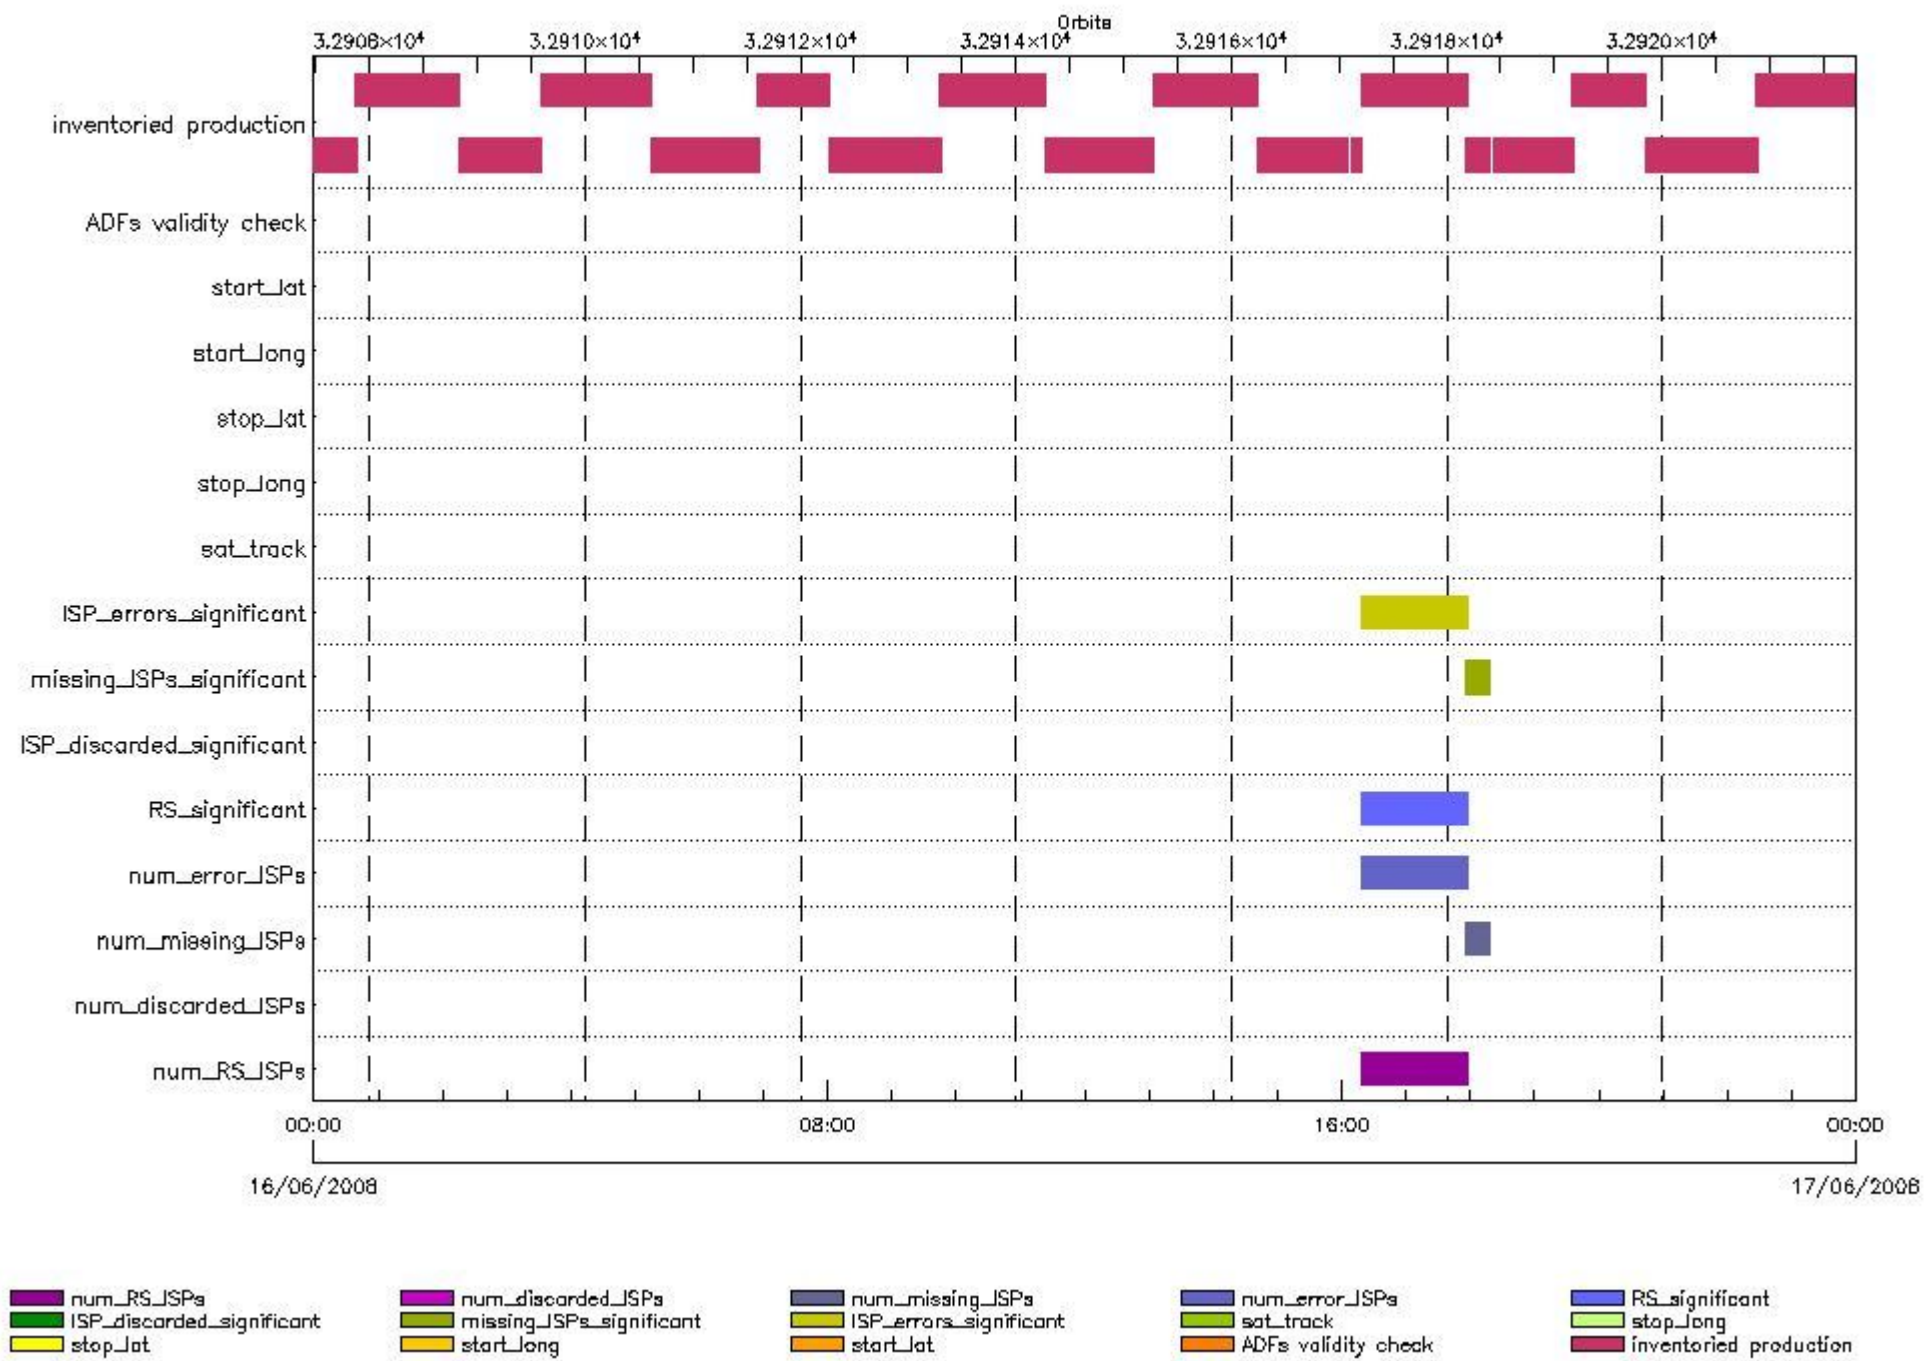 Orbits
3.2908×10⁴ 3.2910×10⁴ 3.2912×10⁴ 3.2914×10⁴ 3.2916×10⁴ 3.2918×10⁴ 3.2920×10⁴
inventoried production
ADFs validity check
start_lat
start_long
stop_lat
stop_long
sat_track
ISP_errors_significant
missing_ISPs_significant
ISP_discarded_significant
RS_significant
num_error_ISPs
num_missing_ISPs
num_discarded_ISPs
num_RS_ISPs
00:00 08:00 16:00 00:00
16/06/2008 17/06/2008
num_RS_ISPs num_discarded_ISPs num_missing_ISPs num_error_ISPs RS_significant
ISP_discarded_significant missing_ISPs_significant ISP_errors_significant sat_track stop_long
stop_lat start_long start_lat ADFs validity check inventoried production